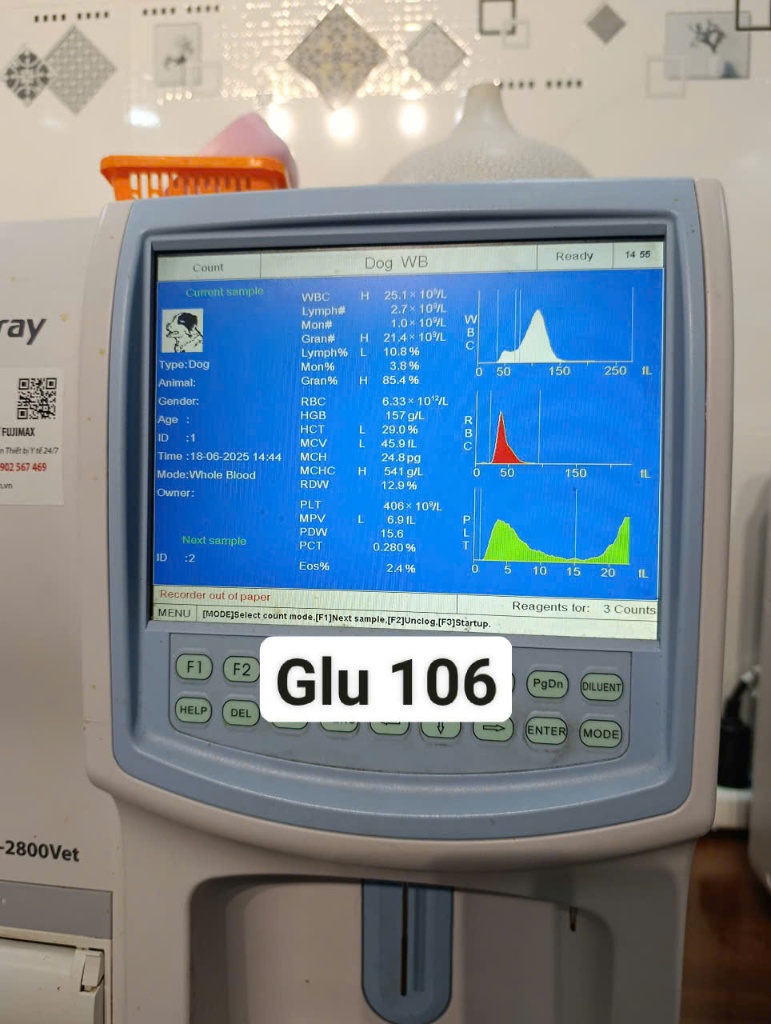 Count Dog WB Ready 14 55
Current sample
Type:Dog
Animal:
Gender:
Age :
ID :1
Time :18-06-2025 14:44
Mode:Whole Blood
Owner:
Next sample
ID :2
WBC H 25.1 × 10⁹/L
Lymph# 2.7 × 10⁹/L
Mon# 1.0 × 10⁹/L
Gran# H 21.4 × 10⁹/L
Lymph% L 10.8 %
Mon% 3.8 %
Gran% H 85.4 %
RBC 6.33 × 10¹²/L
HGB 157 g/L
HCT L 29.0 %
MCV L 45.9 fL
MCH 24.8 pg
MCHC H 541 g/L
RDW 12.9 %
PLT 406 × 10⁹/L
MPV L 6.9 fL
PDW 15.6
PCT 0.280 %
Eos% 2.4 %
WBC
0 50 150 250 fL
RBC
0 50 150 fL
PLT
0 5 10 15 20 fL
Recorder out of paper
Reagents for: 3 Counts
MENU [MODE]Select count mode,[F1]Next sample,[F2]Unclog,[F3]Startup.
Glu 106
F1 F2 PgDn DILUENT
HELP DEL ENTER MODE
ray
FUJIMAX
Thiết bị Y tế 24/7
902 567 469
-2800Vet